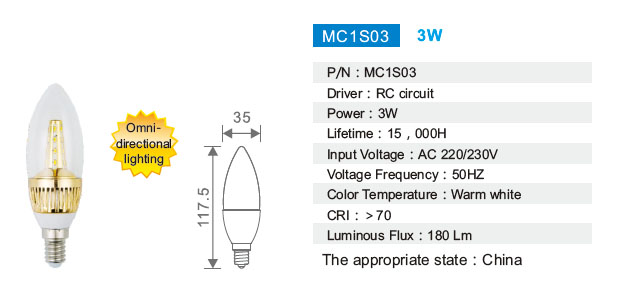 MC1S03 3W
Omni-
directional
lighting
35
117.5
P/N : MC1S03
Driver : RC circuit
Power : 3W
Lifetime : 15 , 000H
Input Voltage : AC 220/230V
Voltage Frequency : 50HZ
Color Temperature : Warm white
CRI : > 70
Luminous Flux : 180 Lm
The appropriate state : China